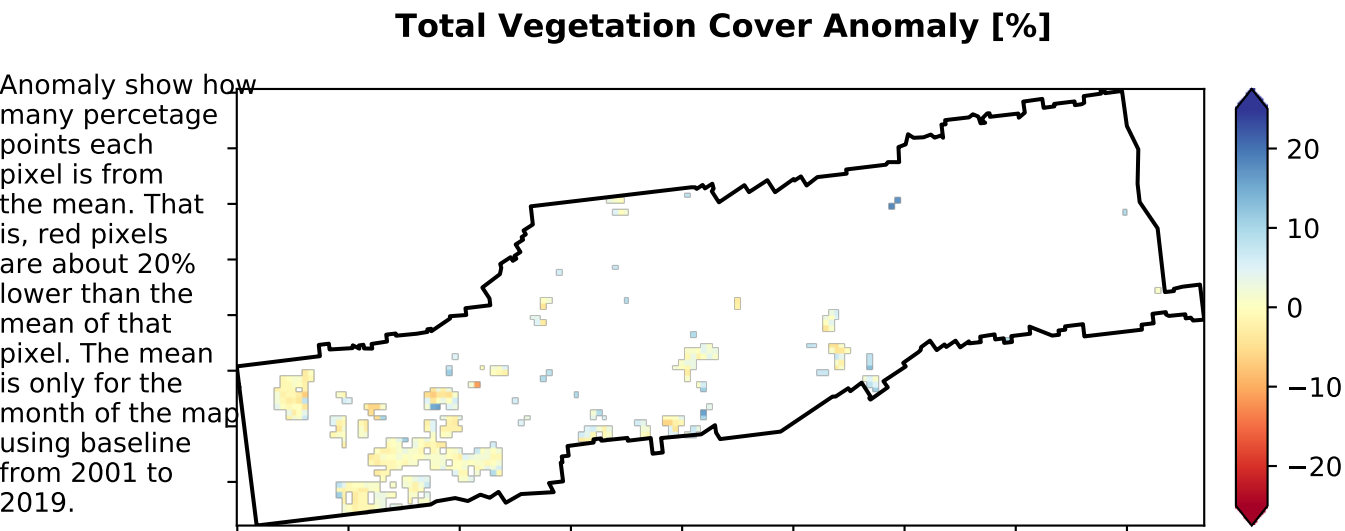 Total Vegetation Cover Anomaly [%]
Anomaly show how
many percetage
points each
pixel is from
the mean. That
is, red pixels
are about 20%
lower than the
mean of that
pixel. The mean
is only for the
month of the map
using baseline
from 2001 to
2019.
20
10
0
−10
−20